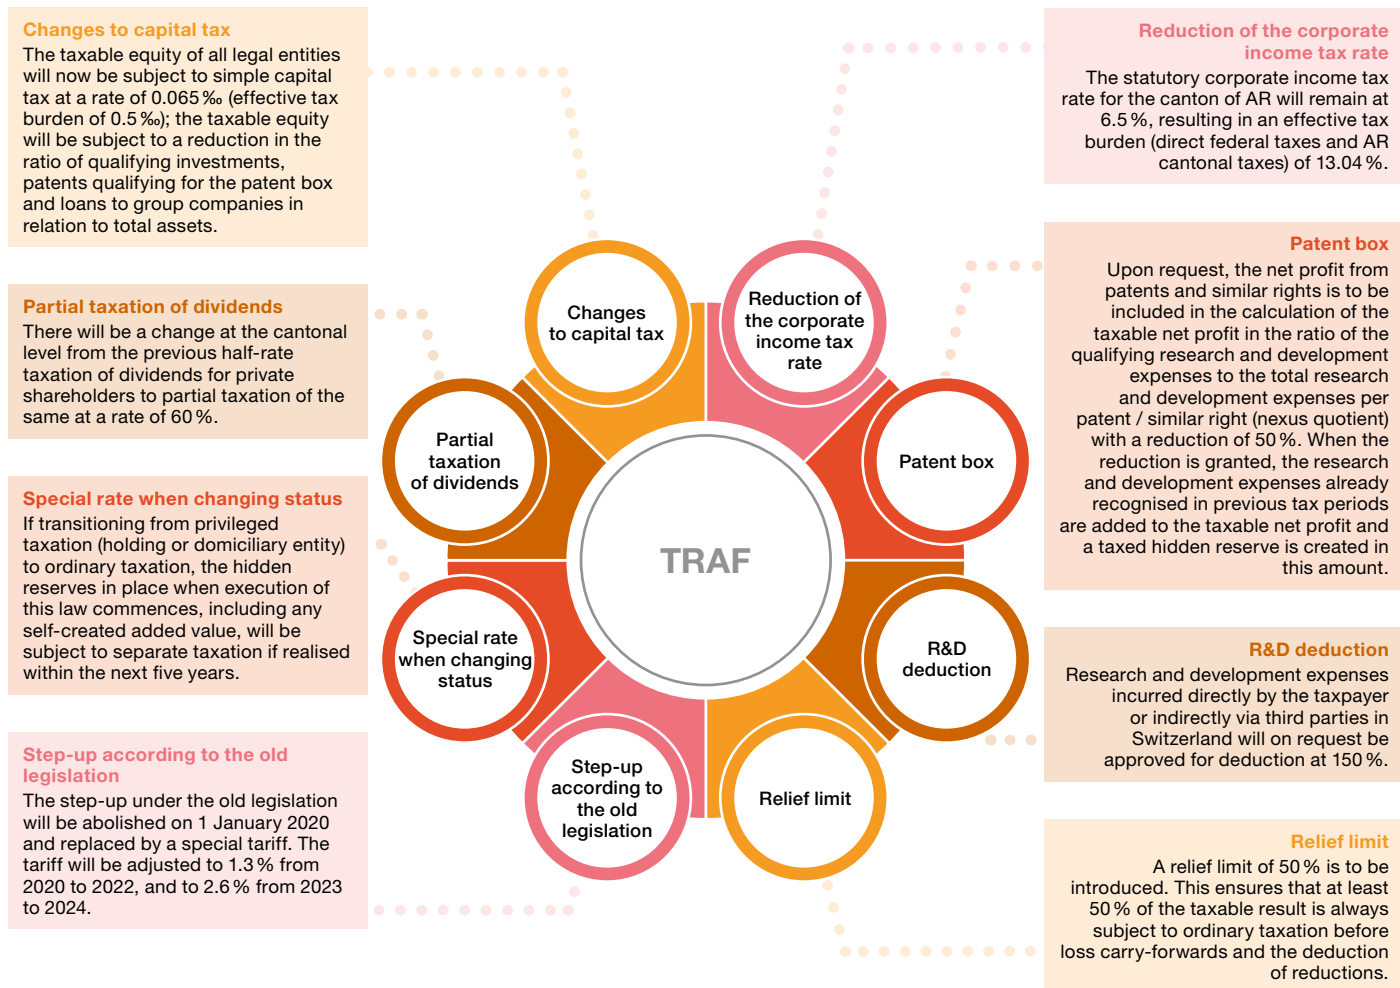 Changes to capital tax
The taxable equity of all legal entities
will now be subject to simple capital
tax at a rate of 0.065 ‰ (effective tax
burden of 0.5 ‰); the taxable equity
will be subject to a reduction in the
ratio of qualifying investments,
patents qualifying for the patent box
and loans to group companies in
relation to total assets.
Partial taxation of dividends
There will be a change at the cantonal
level from the previous half-rate
taxation of dividends for private
shareholders to partial taxation of the
same at a rate of 60 %.
Special rate when changing status
If transitioning from privileged
taxation (holding or domiciliary entity)
to ordinary taxation, the hidden
reserves in place when execution of
this law commences, including any
self-created added value, will be
subject to separate taxation if realised
within the next five years.
Step-up according to the old
legislation
The step-up under the old legislation
will be abolished on 1 January 2020
and replaced by a special tariff. The
tariff will be adjusted to 1.3 % from
2020 to 2022, and to 2.6 % from 2023
to 2024.
Changes
to capital tax
Reduction of
the corporate
income tax
rate
Partial
taxation
of dividends
Patent box
TRAF
Special rate
when changing
status
R&D
deduction
Step-up
according to
the old
legislation
Relief limit
Reduction of the corporate
income tax rate
The statutory corporate income tax
rate for the canton of AR will remain at
6.5 %, resulting in an effective tax
burden (direct federal taxes and AR
cantonal taxes) of 13.04 %.
Patent box
Upon request, the net profit from
patents and similar rights is to be
included in the calculation of the
taxable net profit in the ratio of the
qualifying research and development
expenses to the total research
and development expenses per
patent / similar right (nexus quotient)
with a reduction of 50 %. When the
reduction is granted, the research
and development expenses already
recognised in previous tax periods
are added to the taxable net profit and
a taxed hidden reserve is created in
this amount.
R&D deduction
Research and development expenses
incurred directly by the taxpayer
or indirectly via third parties in
Switzerland will on request be
approved for deduction at 150 %.
Relief limit
A relief limit of 50 % is to be
introduced. This ensures that at least
50 % of the taxable result is always
subject to ordinary taxation before
loss carry-forwards and the deduction
of reductions.